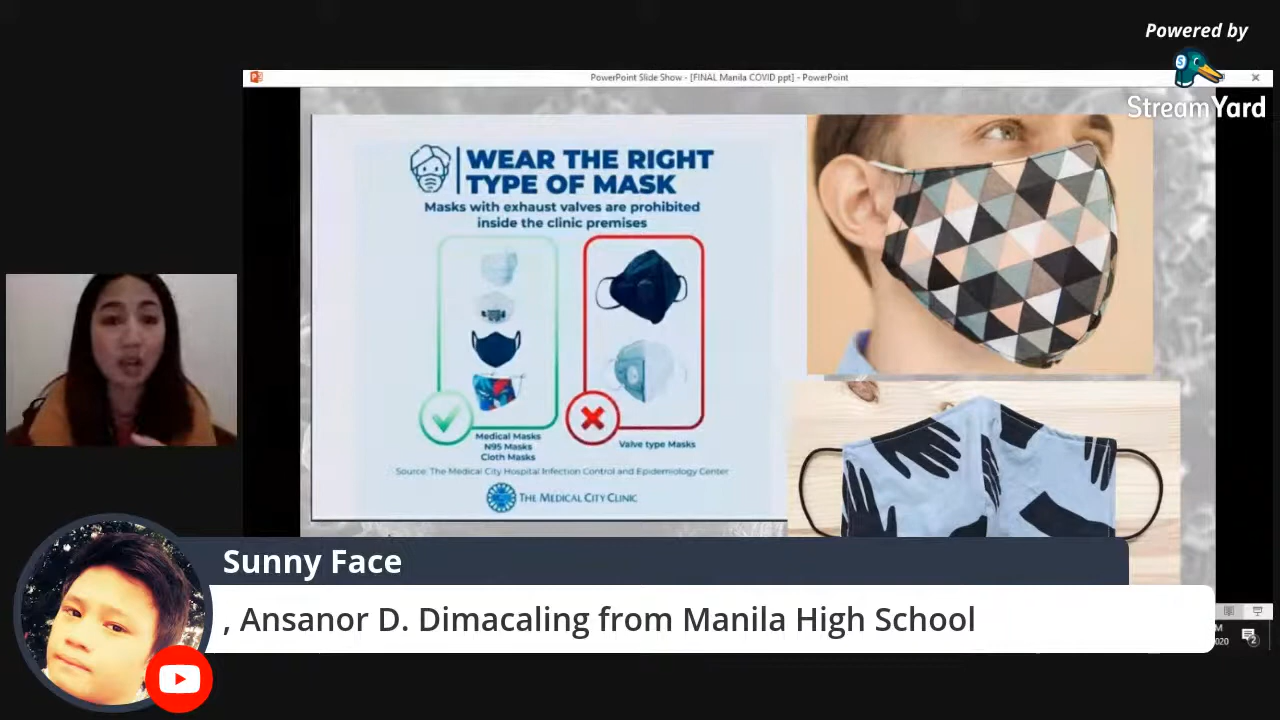 Powered by
StreamYard
PowerPoint Slide Show - [FINAL Manila COVID ppt] - PowerPoint
WEAR THE RIGHT
TYPE OF MASK
Masks with exhaust valves are prohibited
inside the clinic premises
Medical Masks
N95 Masks
Cloth Masks
Valve type Masks
Source: The Medical City Hospital Infection Control and Epidemiology Center
THE MEDICAL CITY CLINIC
Sunny Face
, Ansanor D. Dimacaling from Manila High School
M
020
2